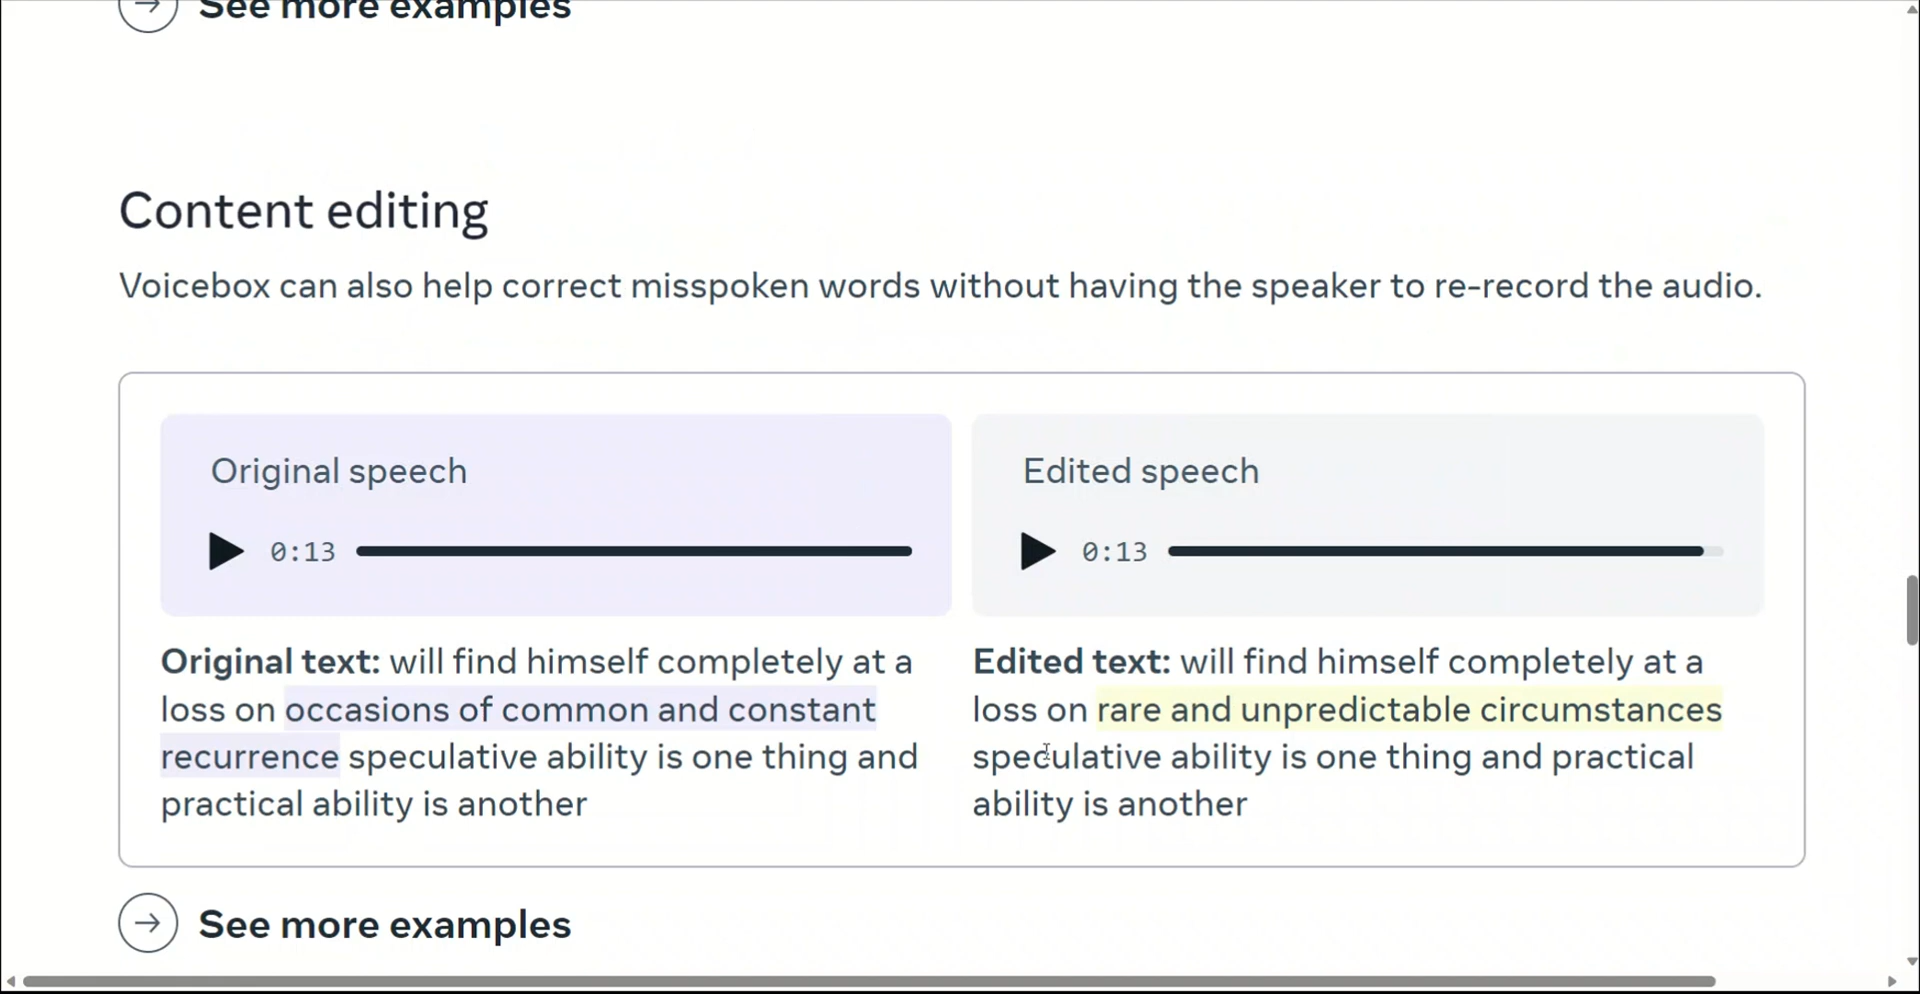 See more examples
Content editing
Voicebox can also help correct misspoken words without having the speaker to re-record the audio.
Original speech
0:13
Original text: will find himself completely at a
loss on occasions of common and constant
recurrence speculative ability is one thing and
practical ability is another
Edited speech
0:13
Edited text: will find himself completely at a
loss on rare and unpredictable circumstances
speculative ability is one thing and practical
ability is another
See more examples